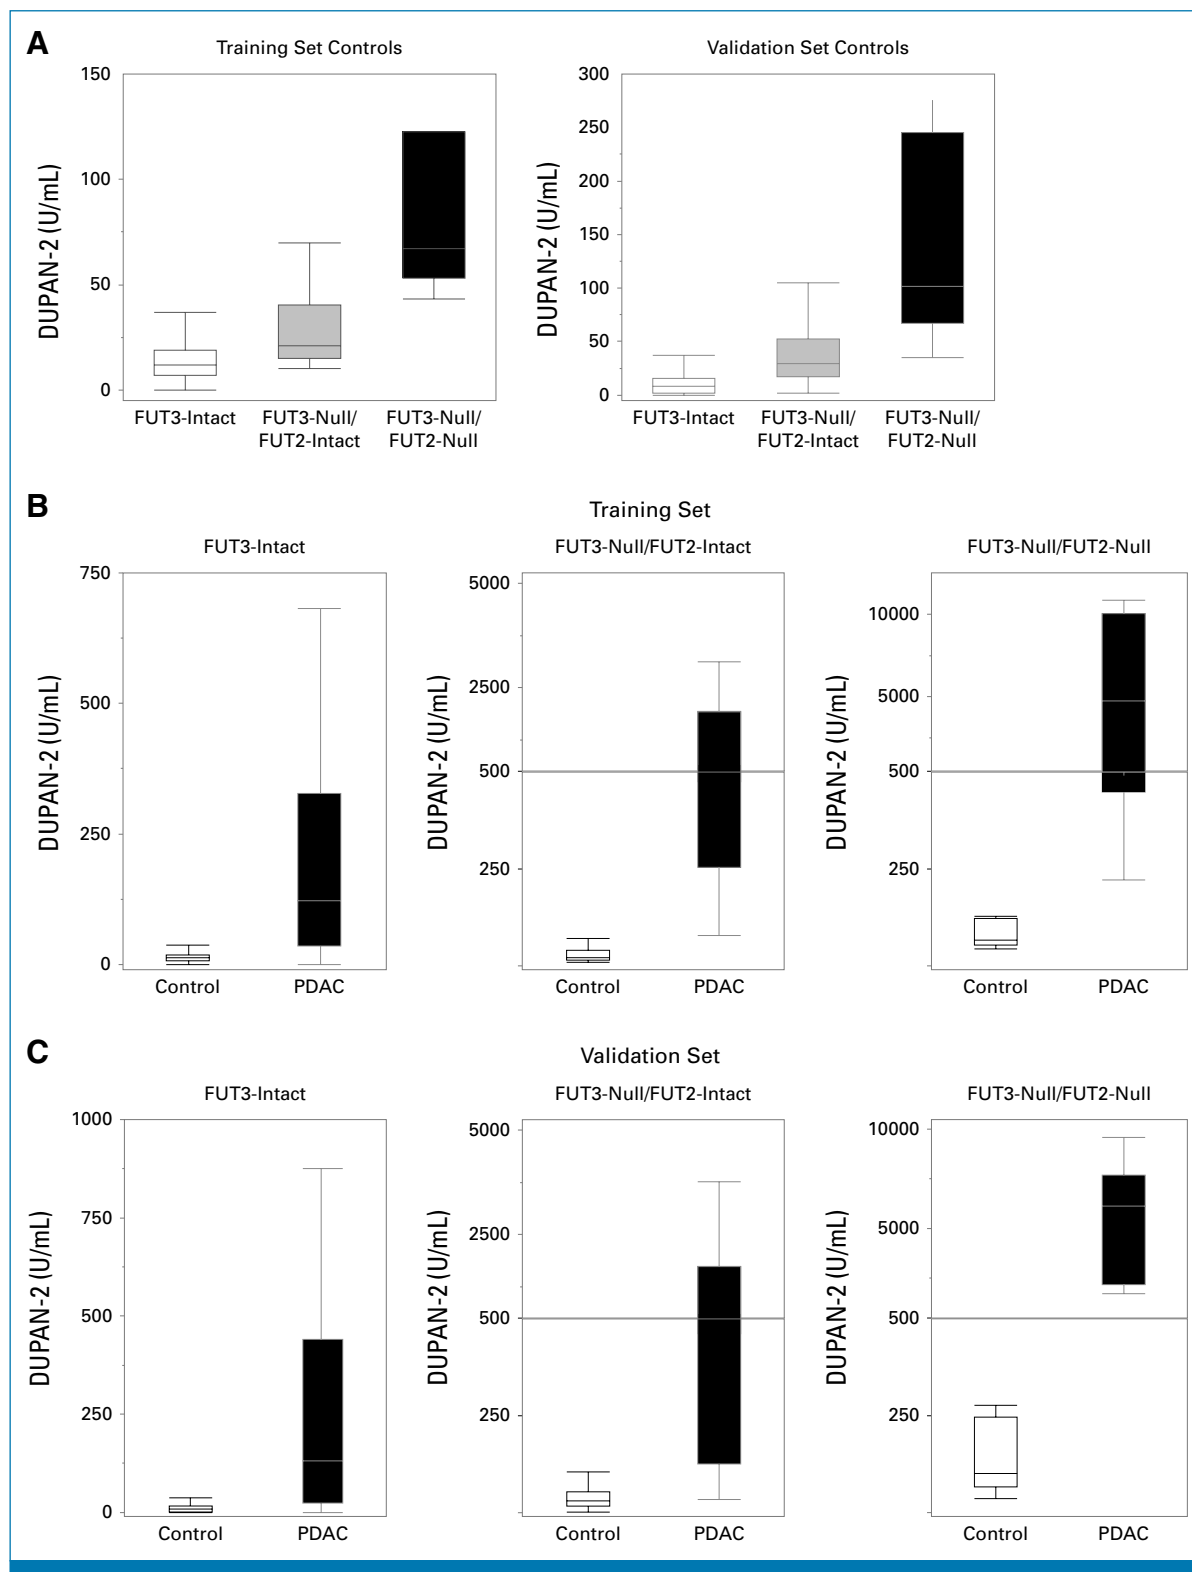 A
Training Set Controls
DUPAN-2 (U/mL)
150
100
50
0
FUT3-Intact
FUT3-Null/
FUT2-Intact
FUT3-Null/
FUT2-Null
Validation Set Controls
DUPAN-2 (U/mL)
300
250
200
150
100
50
0
FUT3-Intact
FUT3-Null/
FUT2-Intact
FUT3-Null/
FUT2-Null
B
Training Set
FUT3-Intact
DUPAN-2 (U/mL)
750
500
250
0
Control
PDAC
FUT3-Null/FUT2-Intact
DUPAN-2 (U/mL)
5000
2500
500
250
Control
PDAC
FUT3-Null/FUT2-Null
DUPAN-2 (U/mL)
10000
5000
500
250
Control
PDAC
C
Validation Set
FUT3-Intact
DUPAN-2 (U/mL)
1000
750
500
250
0
Control
PDAC
FUT3-Null/FUT2-Intact
DUPAN-2 (U/mL)
5000
2500
500
250
Control
PDAC
FUT3-Null/FUT2-Null
DUPAN-2 (U/mL)
10000
5000
500
250
Control
PDAC